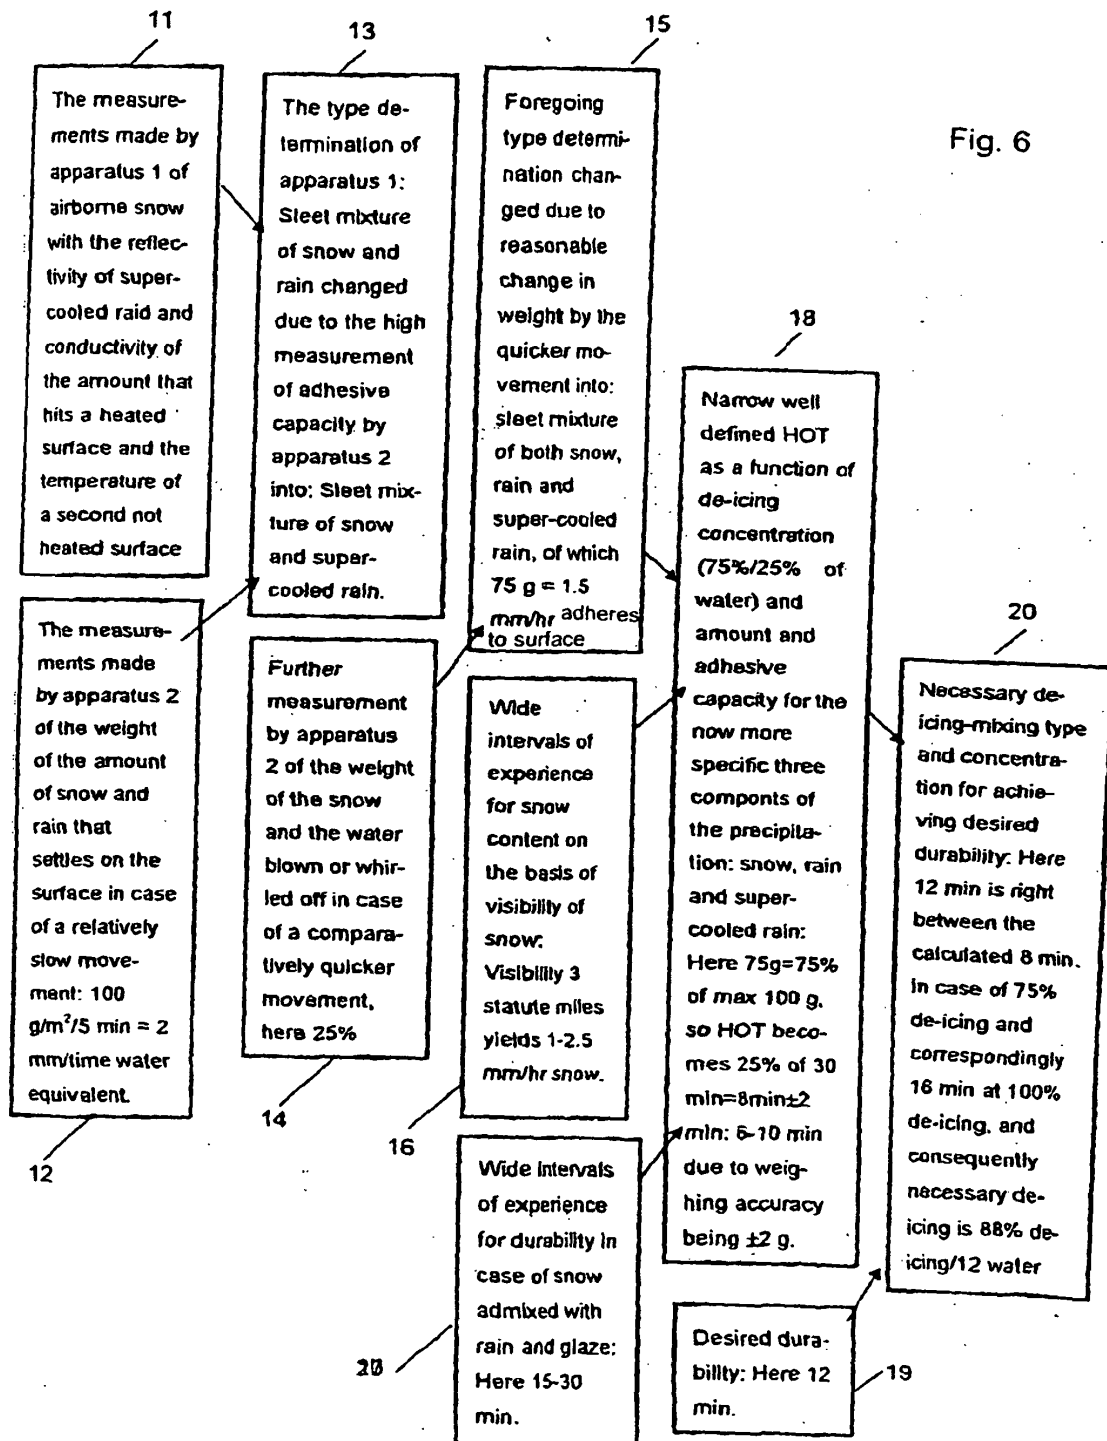 Fig. 6
11
The measure-
ments made by
apparatus 1 of
airborne snow
with the reflec-
tivity of super-
cooled raid and
conductivity of
the amount that
hits a heated
surface and the
temperature of
a second not
heated surface
12
The measure-
ments made
by apparatus 2
of the weight
of the amount
of snow and
rain that
settles on the
surface in case
of a relatively
slow move-
ment: 100
g/m²/5 min = 2
mm/time water
equivalent.
13
The type de-
termination of
apparatus 1:
Sleet mixture
of snow and
rain changed
due to the high
measurement
of adhesive
capacity by
apparatus 2
into: Sleet mix-
ture of snow
and super-
cooled rain.
14
Further
measurement
by apparatus
2 of the weight
of the snow
and the water
blown or whir-
led off in case
of a compara-
tively quicker
movement,
here 25%
15
Foregoing
type determi-
nation chan-
ged due to
reasonable
change in
weight by the
quicker mo-
vement into:
sleet mixture
of both snow,
rain and
super-cooled
rain, of which
75 g = 1.5
mm/hr adheres
to surface
16
Wide
intervals of
experience
for snow
content on
the basis of
visibility of
snow:
Visibility 3
statute miles
yields 1-2.5
mm/hr snow.
Wide intervals
of experience
for durability in
case of snow
admixed with
rain and glaze:
Here 15-30
min.
18
Narrow well
defined HOT
as a function of
de-icing
concentration
(75%/25% of
water) and
amount and
adhesive
capacity for the
now more
specific three
componts of
the precipita-
tion: snow, rain
and super-
cooled rain:
Here 75g=75%
of max 100 g,
so HOT beco-
mes 25% of 30
min=8min±2
min: 6-10 min
due to weig-
hing accuracy
being ±2 g.
19
Desired dura-
bility: Here 12
min.
20
Necessary de-
icing-mixing type
and concentra-
tion for achie-
ving desired
durability: Here
12 min is right
between the
calculated 8 min.
in case of 75%
de-icing and
correspondingly
16 min at 100%
de-icing, and
consequently
necessary de-
icing is 88% de-
icing/12 water